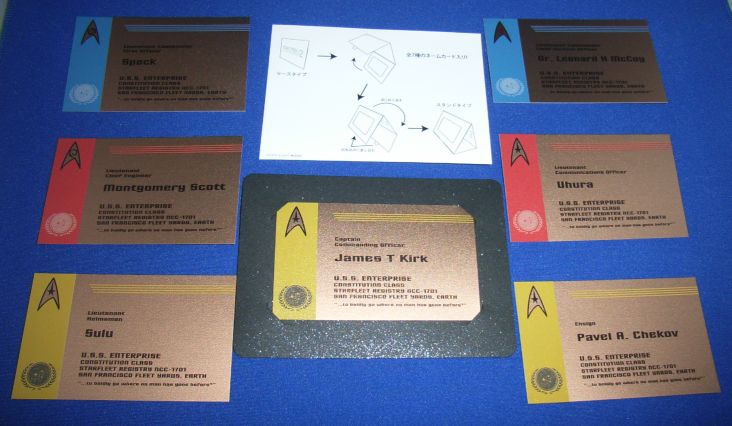 Lieutenant Commander
First Officer
Spock
U.S.S. ENTERPRISE
CONSTITUTION CLASS
STARFLEET REGISTRY NCC-1701
SAN FRANCISCO FLEET YARDS, EARTH
"...to boldly go where no man has gone before"
ケースタイプ
全7種のネームカード入り!
スタンドタイプ
Lieutenant Commander
Chief Medical Officer
Dr. Leonard H McCoy
U.S.S. ENTERPRISE
CONSTITUTION CLASS
STARFLEET REGISTRY NCC-1701
SAN FRANCISCO FLEET YARDS, EARTH
"...to boldly go where no man has gone before"
Lieutenant
Chief Engineer
Montgomery Scott
U.S.S. ENTERPRISE
CONSTITUTION CLASS
STARFLEET REGISTRY NCC-1701
SAN FRANCISCO FLEET YARDS, EARTH
"...to boldly go where no man has gone before"
Captain
Commanding Officer
James T Kirk
U.S.S. ENTERPRISE
CONSTITUTION CLASS
STARFLEET REGISTRY NCC-1701
SAN FRANCISCO FLEET YARDS, EARTH
"...to boldly go where no man has gone before"
Lieutenant
Communications Officer
Uhura
U.S.S. ENTERPRISE
CONSTITUTION CLASS
STARFLEET REGISTRY NCC-1701
SAN FRANCISCO FLEET YARDS, EARTH
"...to boldly go where no man has gone before"
Lieutenant
Helmsman
Sulu
U.S.S. ENTERPRISE
CONSTITUTION CLASS
STARFLEET REGISTRY NCC-1701
SAN FRANCISCO FLEET YARDS, EARTH
"...to boldly go where no man has gone before"
Ensign
Pavel A. Chekov
U.S.S. ENTERPRISE
CONSTITUTION CLASS
STARFLEET REGISTRY NCC-1701
SAN FRANCISCO FLEET YARDS, EARTH
"...to boldly go where no man has gone before"